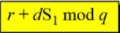 r + dS₁ mod q